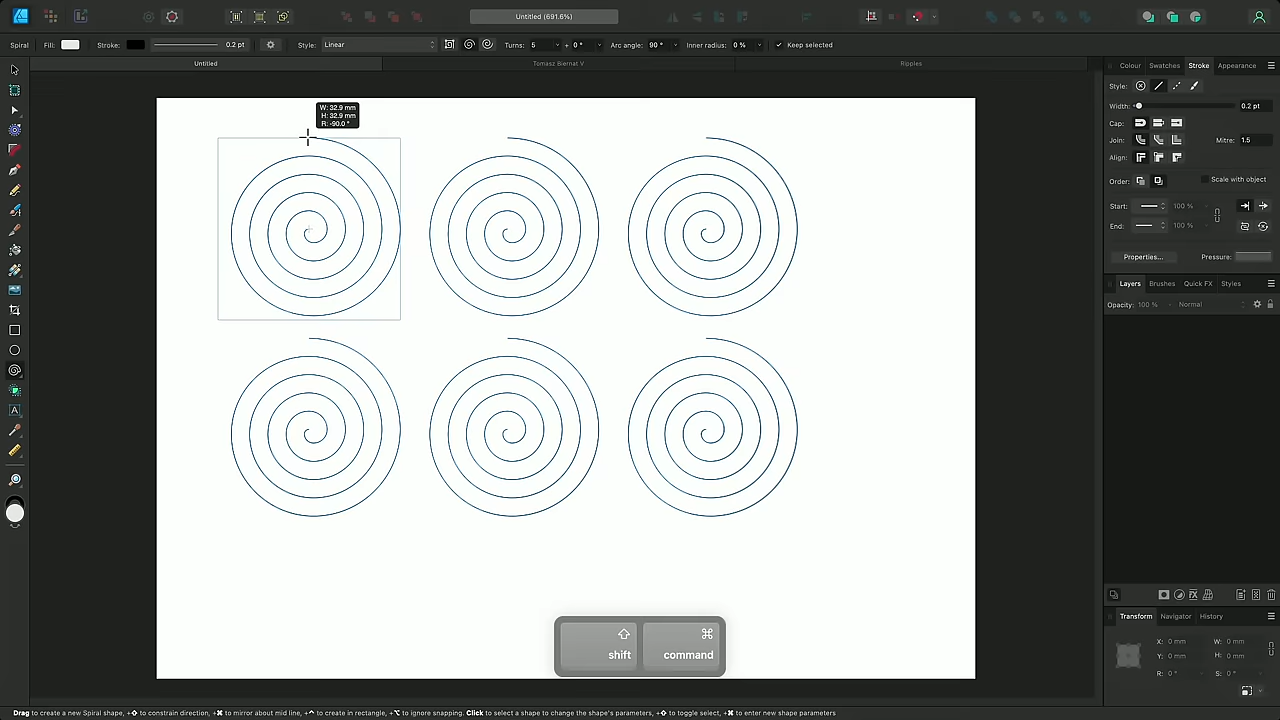 Untitled (691.6%)
Spiral Fill: Stroke: 0.2 pt Style: Linear Turns: 5 + 0 ° Arc angle: 90 ° Inner radius: 0 % Keep selected
Untitled Tomasz Biernat V Ripples
Colour Swatches Stroke Appearance
Style:
Width: 0.2 pt
Cap:
Join: Mitre: 1.5
Align:
Order: Scale with object
Start: 100 %
End: 100 %
Properties... Pressure:
Layers Brushes Quick FX Styles
Opacity: 100 % Normal
W: 32.9 mm
H: 32.9 mm
R: -90.0 °
A
shift
command
Transform Navigator History
X: 0 mm W: 0 mm
Y: 0 mm H: 0 mm
R: 0 ° S: 0 °
Drag to create a new Spiral shape, +⇧ to constrain direction, +⌘ to mirror about mid line, +^ to create in rectangle, +⌥ to ignore snapping. Click to select a shape to change the shape's parameters, +⇧ to toggle select, +⌘ to enter new shape parameters